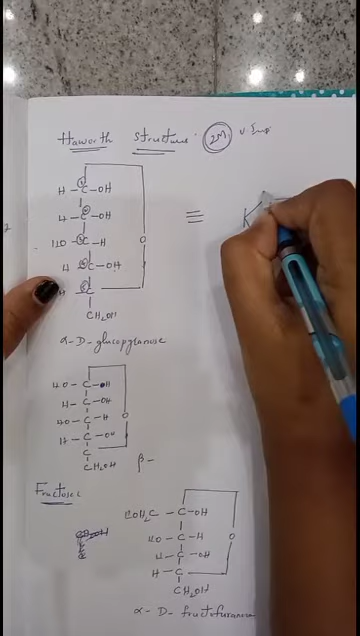 Haworth Structure. 2M. v. Imp.
H – C – OH
H – C – OH
HO – C – H
O
H – C – OH
H – C
CH₂OH
≡
α-D-glucopyranose
HO – C – OH
H – C – OH
HO – C – H
O
H – C – OH
C
CH₂OH
β –
Fructose
HOH₂C – C – OH
HO – C – H
O
H – C – OH
H – C
CH₂OH
α-D-fructofuranose